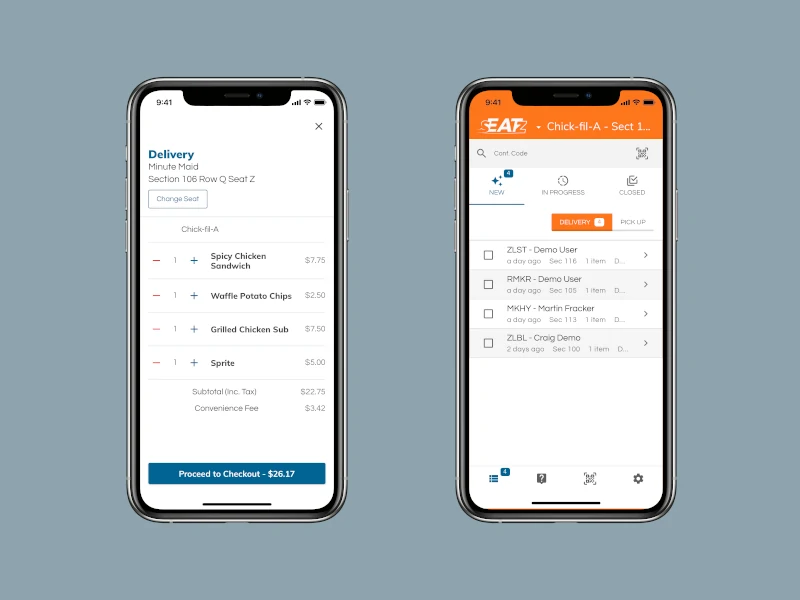 9:41
Delivery
Minute Maid
Section 106 Row Q Seat Z
Change Seat
Chick-fil-A
1 Spicy Chicken Sandwich $7.75
1 Waffle Potato Chips $2.50
1 Grilled Chicken Sub $7.50
1 Sprite $5.00
Subtotal (Inc. Tax) $22.75
Convenience Fee $3.42
Proceed to Checkout - $26.17
9:41
sEATz Chick-fil-A - Sect 1...
Conf. Code
4
NEW IN PROGRESS CLOSED
DELIVERY 4 PICK UP
ZLST - Demo User
a day ago Sec 116 1 item D...
RMKR - Demo User
a day ago Sec 105 1 item D...
MKHY - Martin Fracker
a day ago Sec 113 1 item D...
ZLBL - Craig Demo
2 days ago Sec 100 1 item D...
4